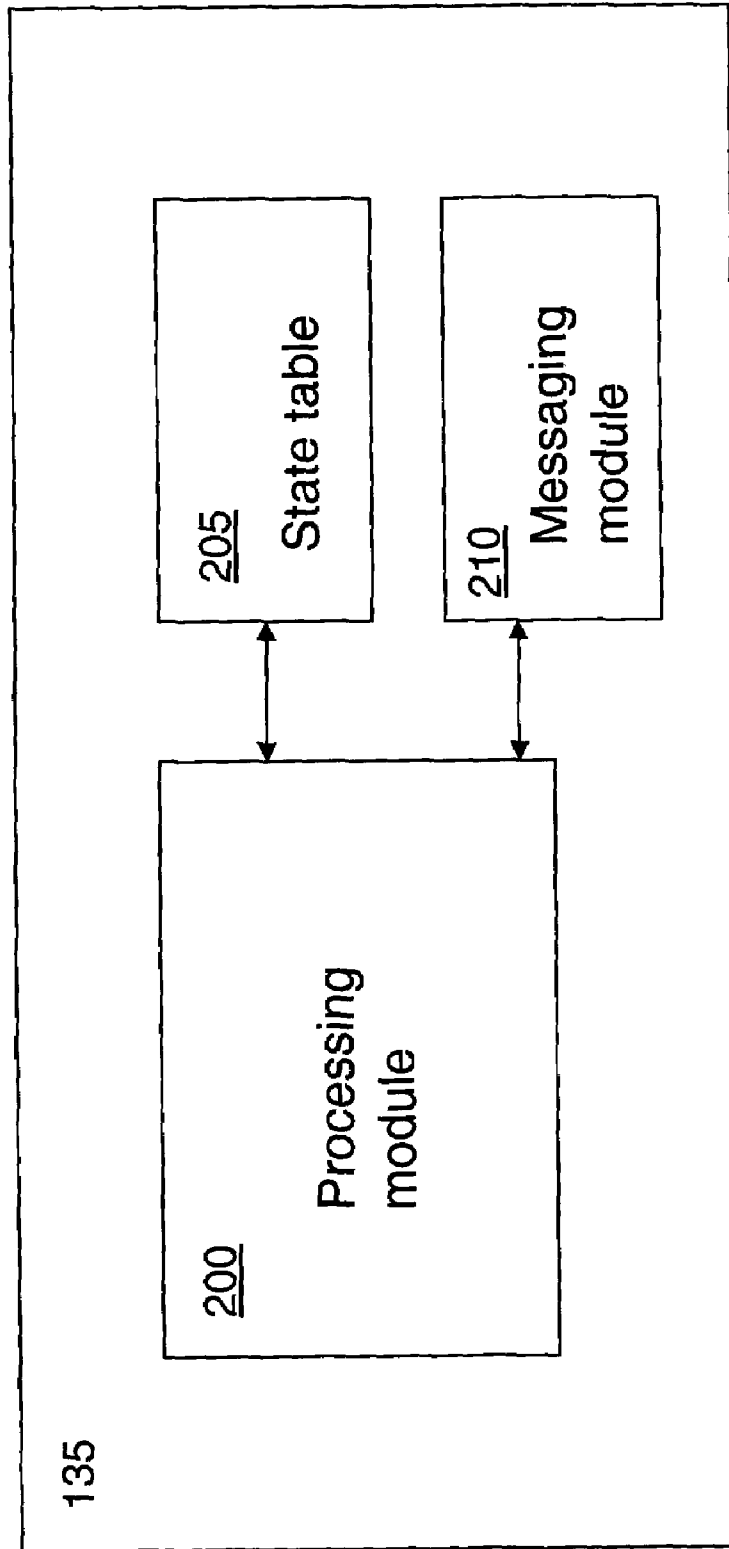 135
200
Processing
module
205
State table
210
Messaging
module